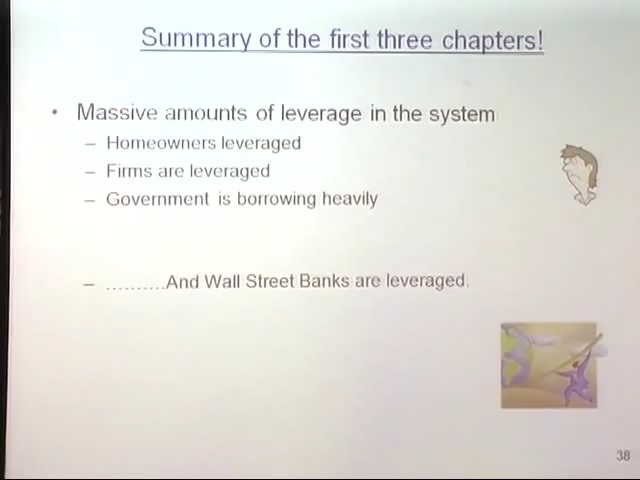 Summary of the first three chapters!
• Massive amounts of leverage in the system
– Homeowners leveraged
– Firms are leveraged
– Government is borrowing heavily
– ..........And Wall Street Banks are leveraged.
38